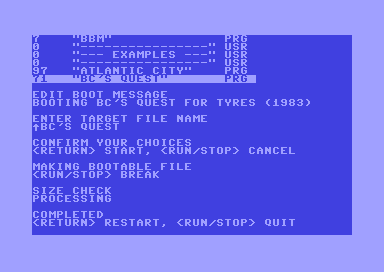 7 "BBM" PRG
0 "----------------" USR
0 "--- EXAMPLES ---" USR
0 "----------------" USR
97 "ATLANTIC CITY" PRG
71 "BC'S QUEST" PRG
EDIT BOOT MESSAGE
BOOTING BC'S QUEST FOR TYRES (1983)
ENTER TARGET FILE NAME
↑BC'S QUEST
CONFIRM YOUR CHOICES
<RETURN> START, <RUN/STOP> CANCEL
MAKING BOOTABLE FILE
<RUN/STOP> BREAK
SIZE CHECK
PROCESSING
COMPLETED
<RETURN> RESTART, <RUN/STOP> QUIT